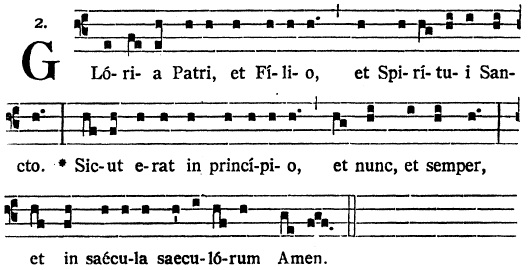 2.
GLÓ- ri- a Patri, et Fí- li- o, et Spi- rí- tu- i San-
cto. * Sic- ut e- rat in princí- pi- o, et nunc, et semper,
et in saécu- la saecu- ló- rum Amen.